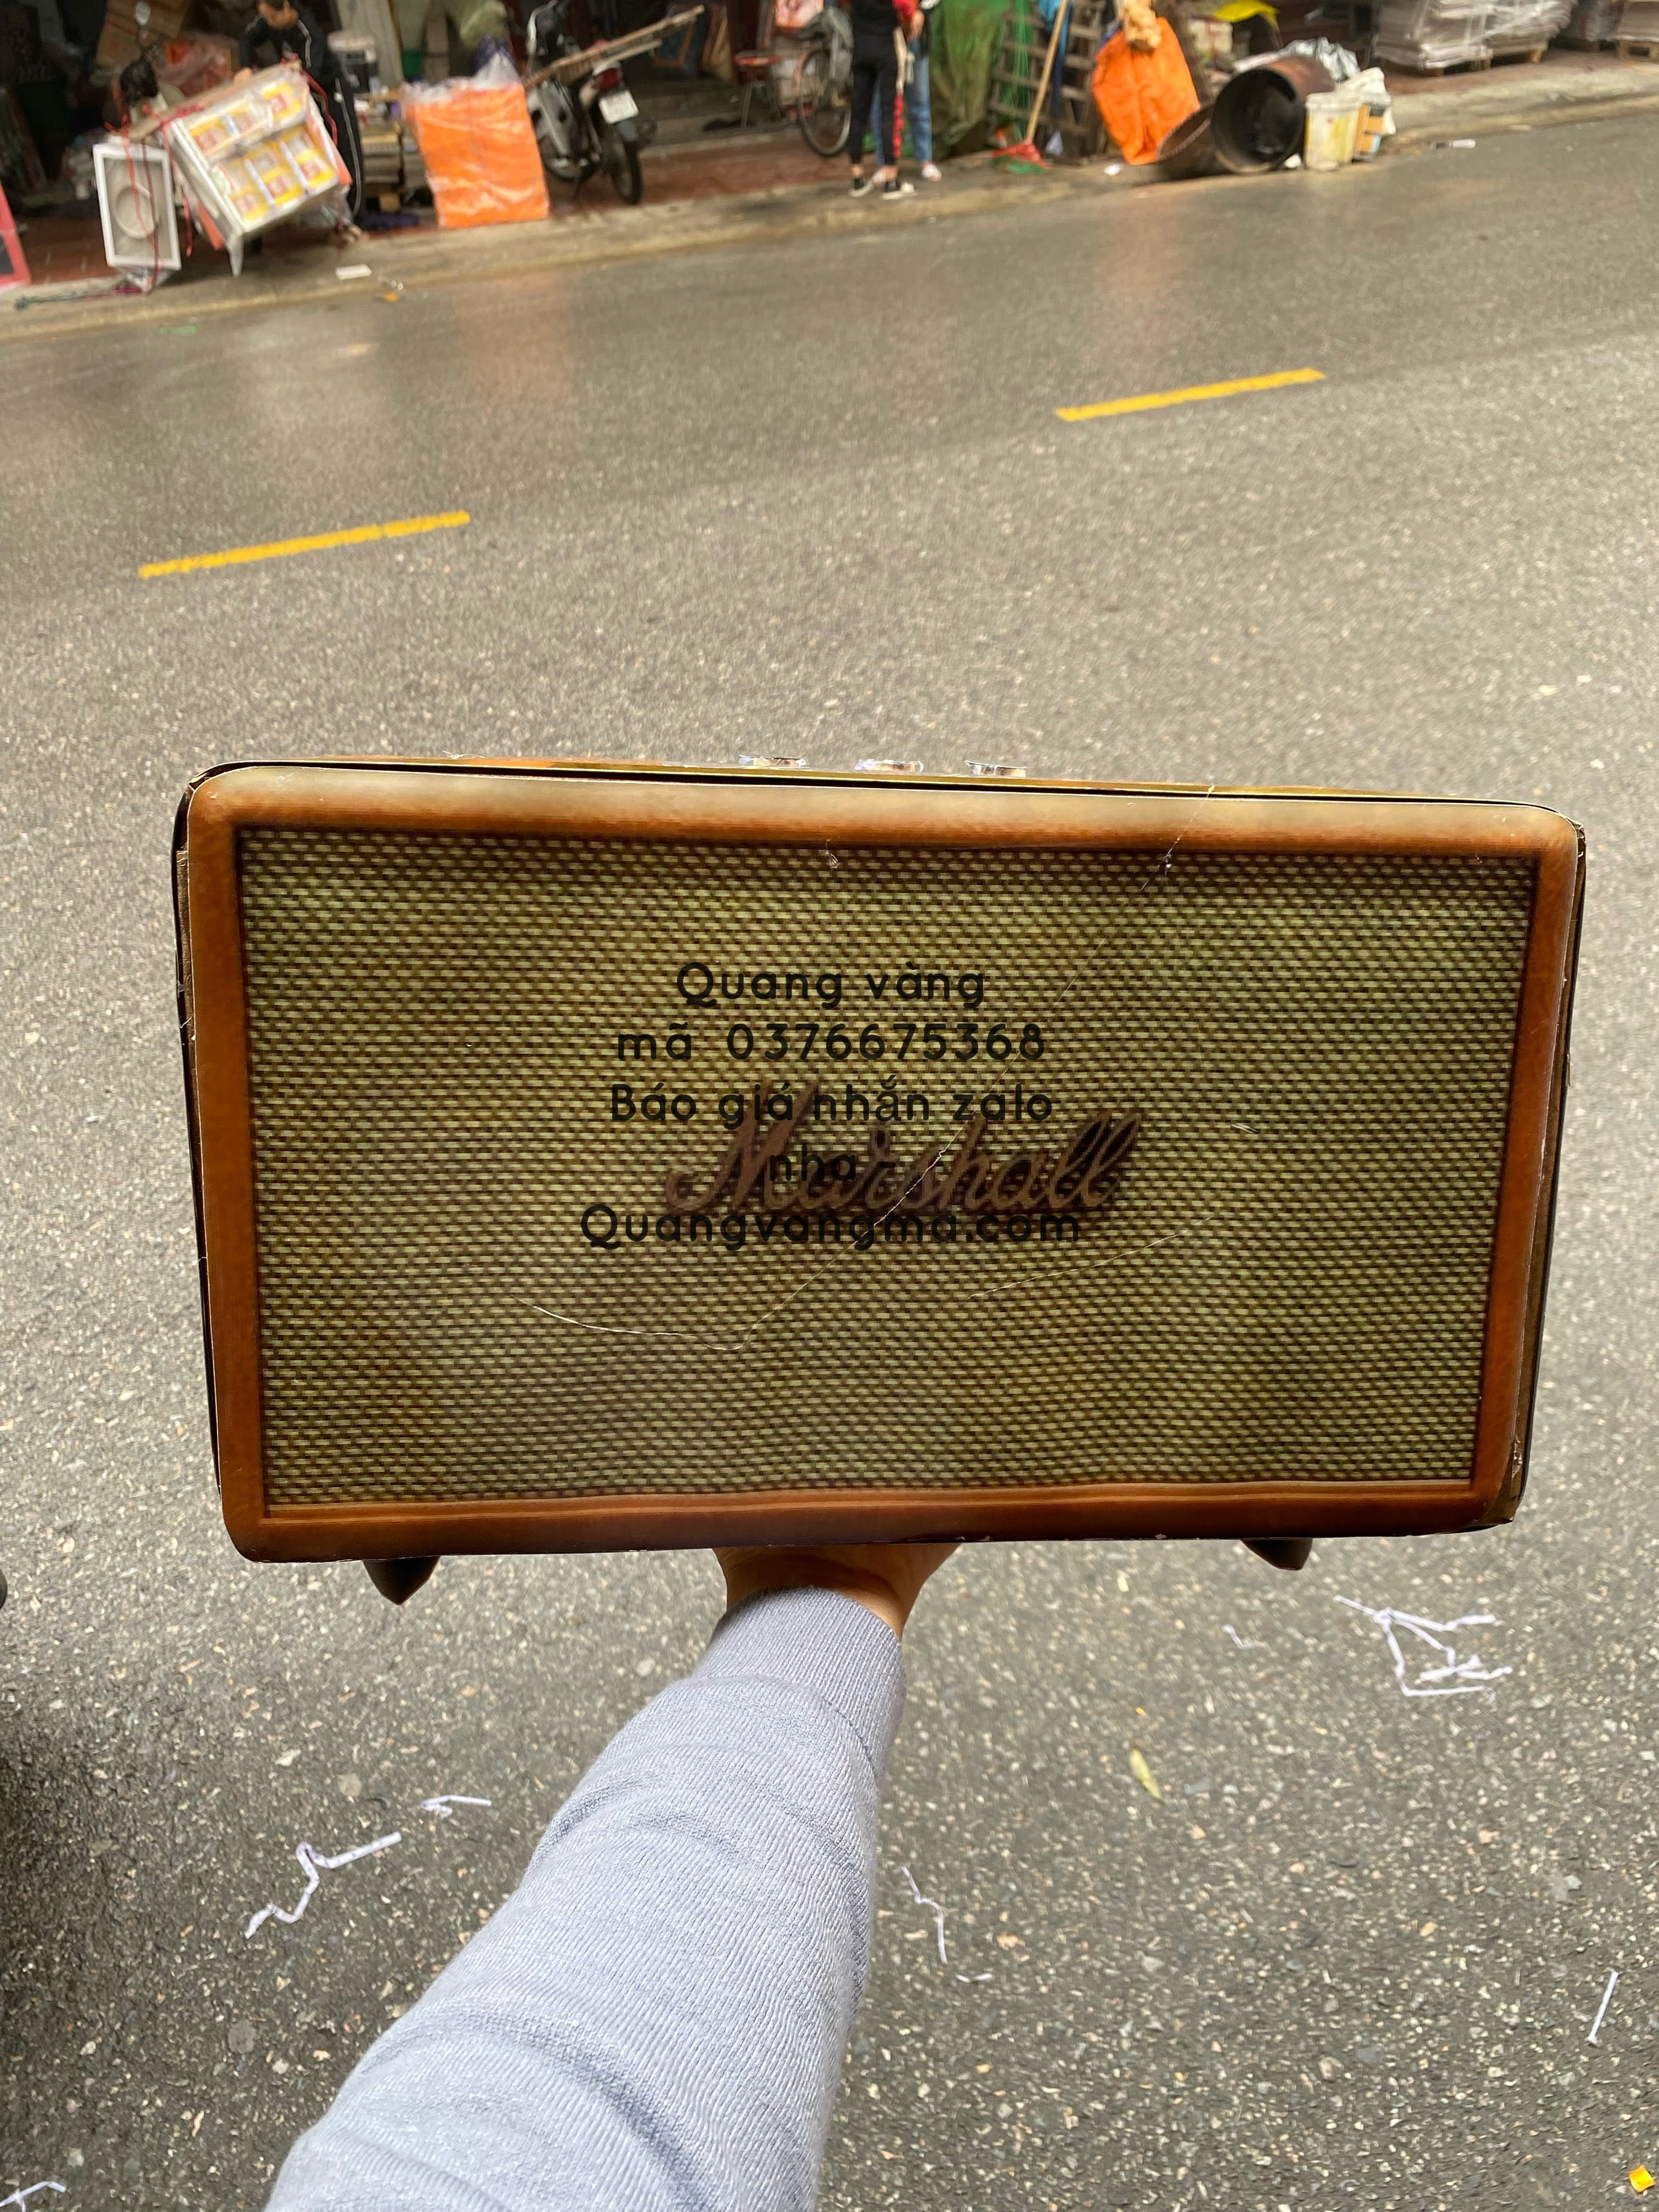 Quang vàng
mã 0376675368
Báo giá nhắn zalo
nha
Marshall
Quangvangma.com